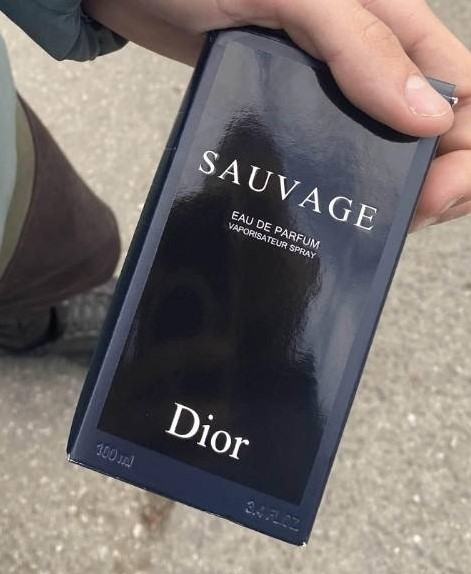 SAUVAGE
EAU DE PARFUM
VAPORISATEUR SPRAY
Dior
100 ml
3.4 FL.OZ